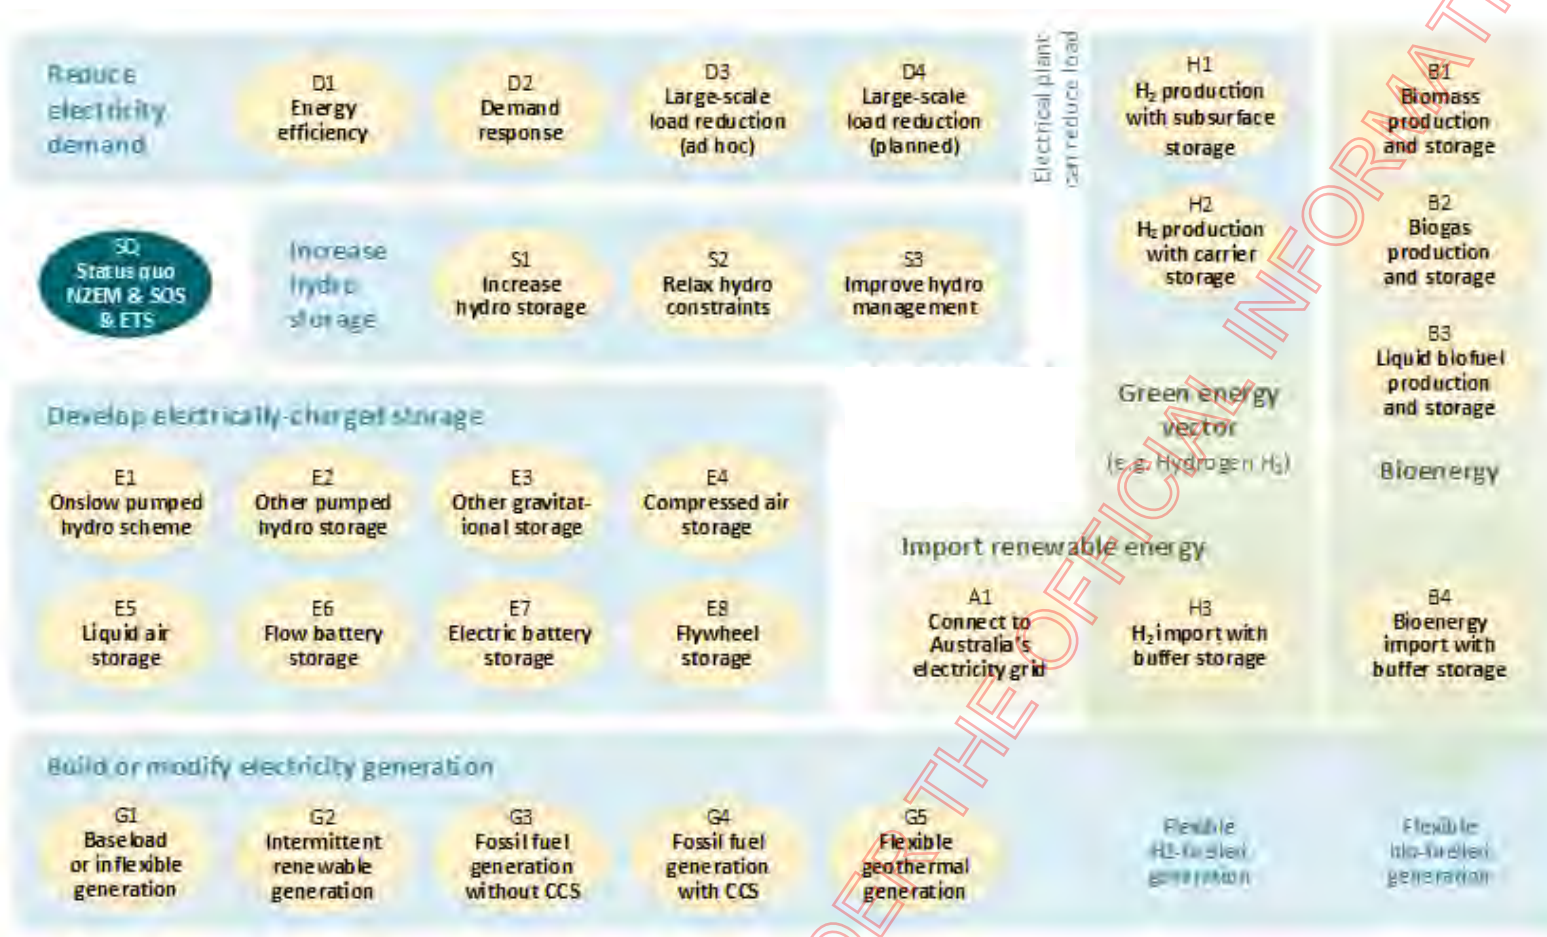 Reduce
electricity
demand
D1
Energy
efficiency
D2
Demand
response
D3
Large-scale
load reduction
(ad hoc)
D4
Large-scale
load reduction
(planned)
Electrical plant
can reduce load
H1
H₂ production
with subsurface
storage
B1
Biomass
production
and storage
SQ
Status quo
NZEM & SOS
& ETS
Increase
hydro
storage
S1
Increase
hydro storage
S2
Relax hydro
constraints
S3
Improve hydro
management
H2
H₂ production
with carrier
storage
B2
Biogas
production
and storage
B3
Liquid biofuel
production
and storage
Green energy
vector
(e.g. Hydrogen H₂)
Bioenergy
Develop electrically-charged storage
E1
Onslow pumped
hydro scheme
E2
Other pumped
hydro storage
E3
Other gravitat-
ional storage
E4
Compressed air
storage
E5
Liquid air
storage
E6
Flow battery
storage
E7
Electric battery
storage
E8
Flywheel
storage
Import renewable energy
A1
Connect to
Australia's
electricity grid
H3
H₂ import with
buffer storage
B4
Bioenergy
import with
buffer storage
Build or modify electricity generation
G1
Baseload
or inflexible
generation
G2
Intermittent
renewable
generation
G3
Fossil fuel
generation
without CCS
G4
Fossil fuel
generation
with CCS
G5
Flexible
geothermal
generation
Flexible
H2-fuelled
generation
Flexible
bio-fuelled
generation
DER THE OFFICIAL INFORMATI